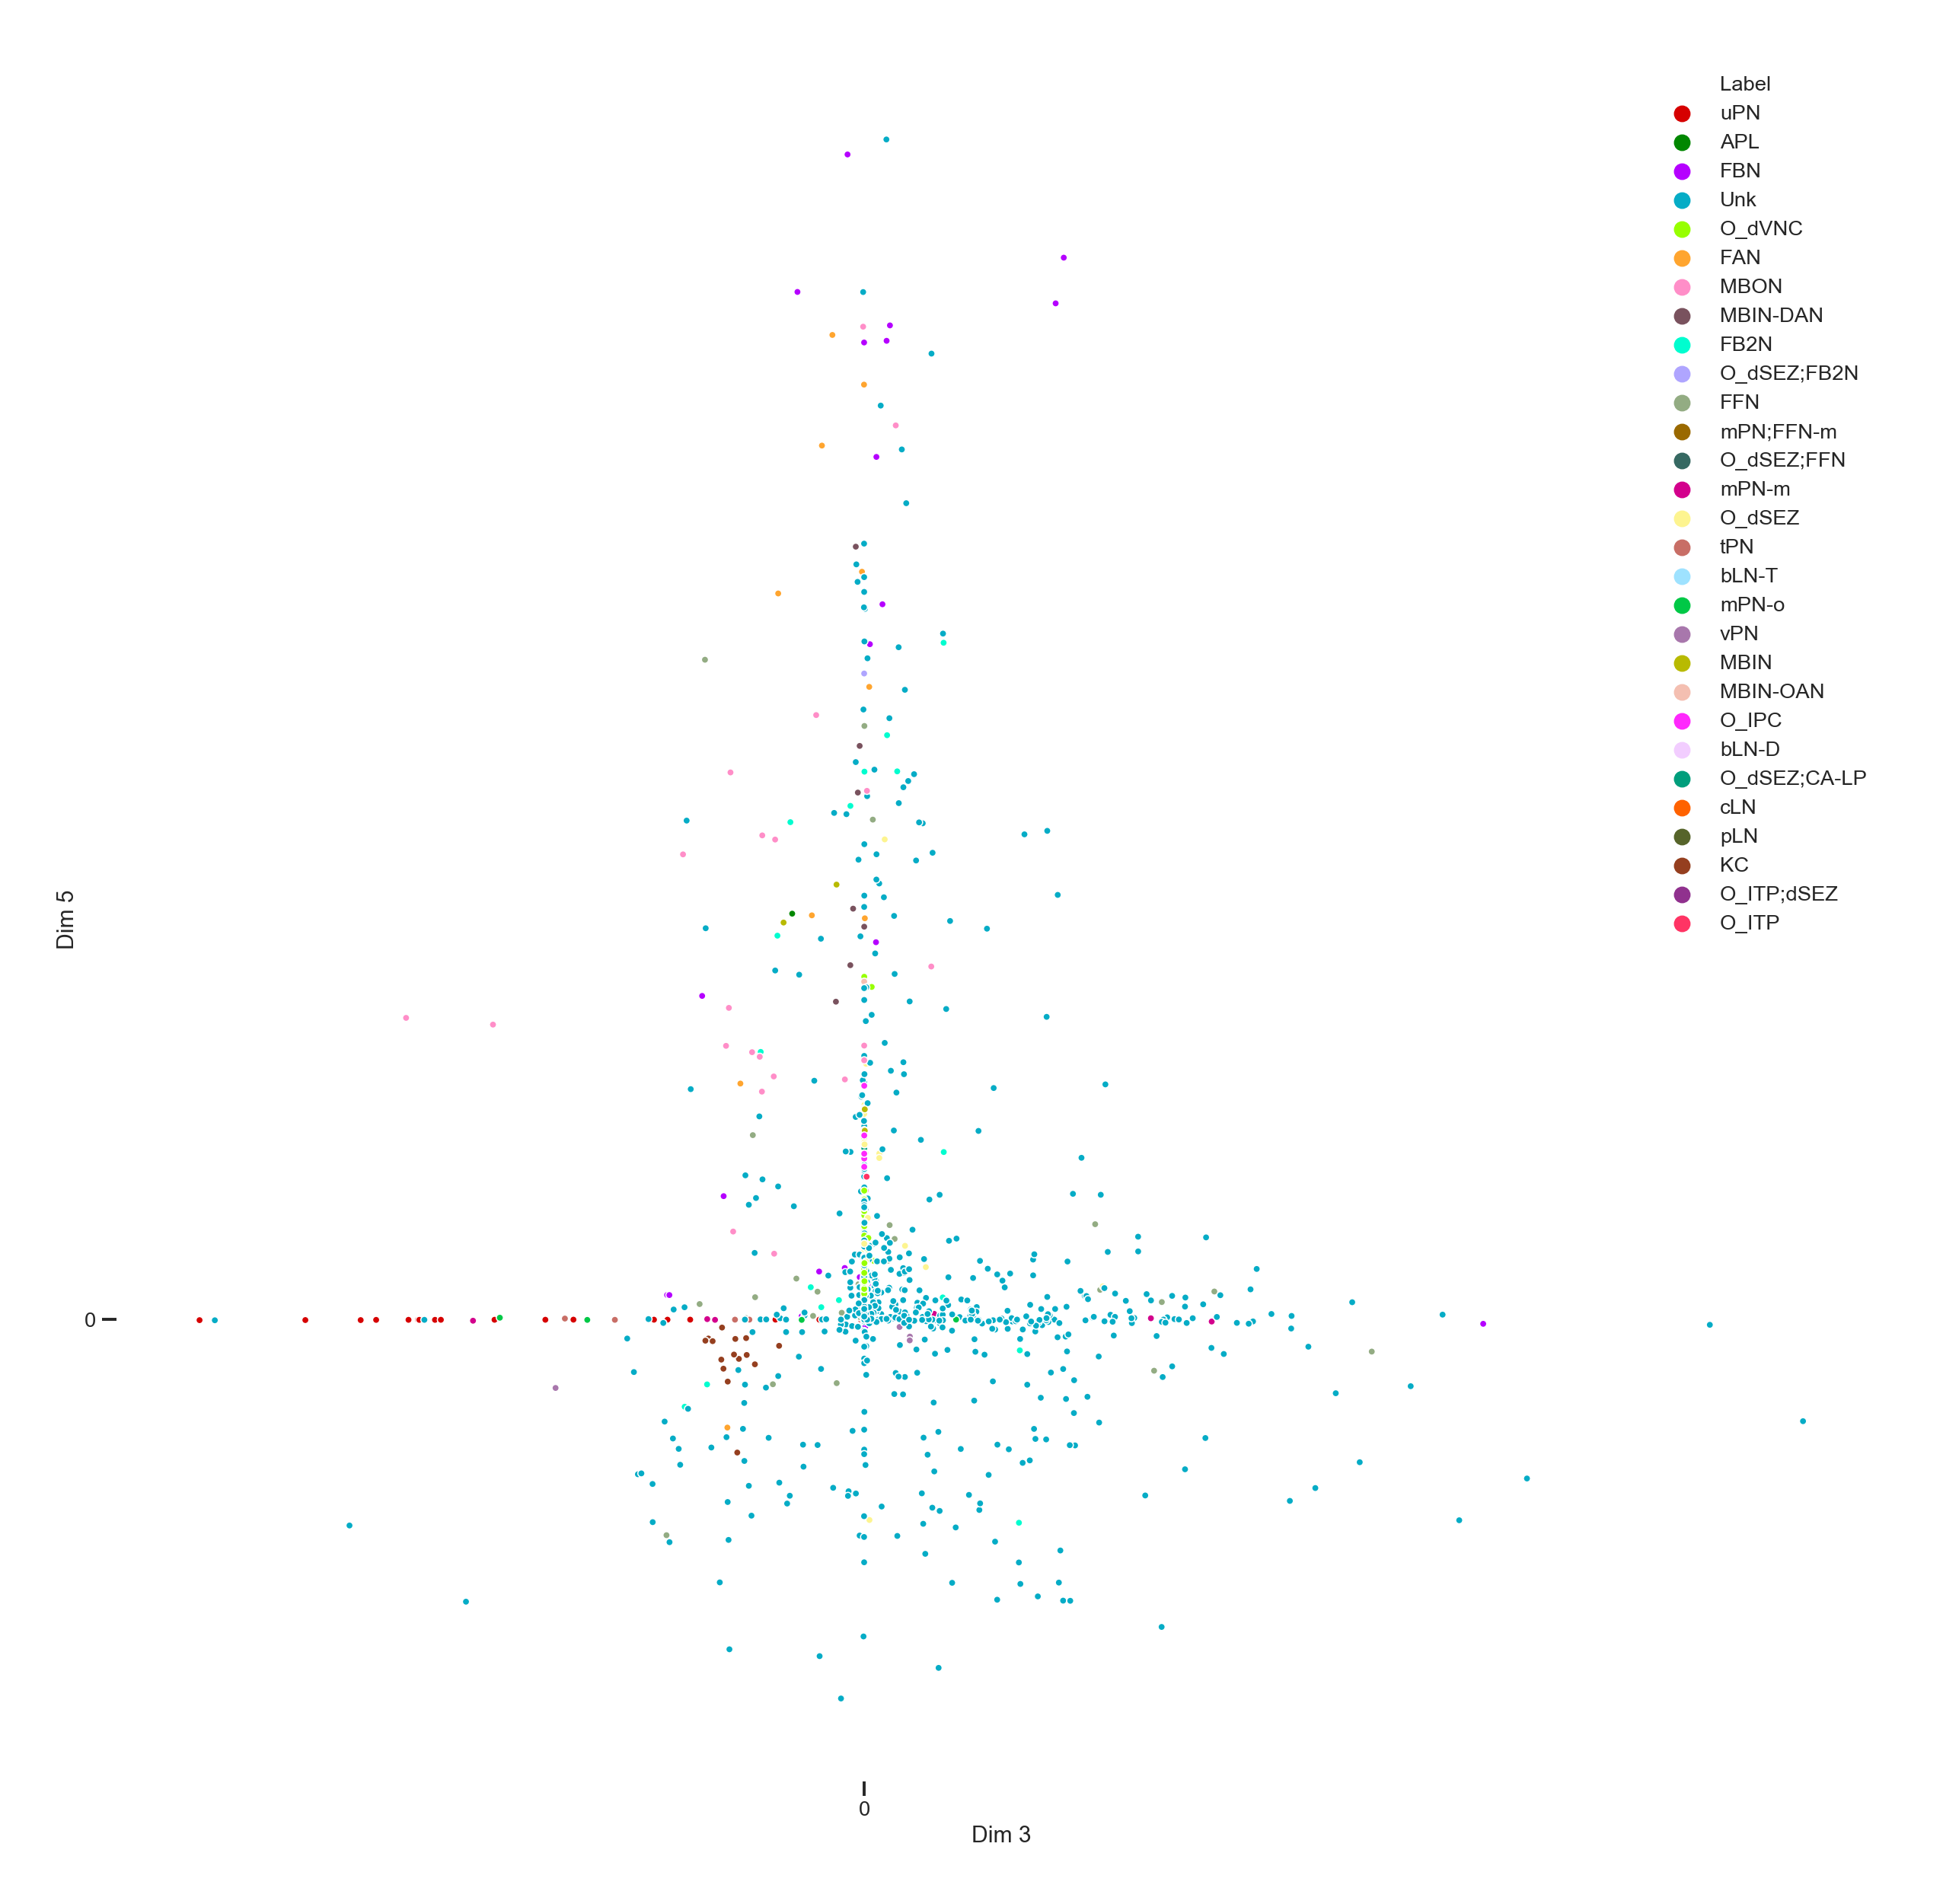 Label
uPN
APL
FBN
Unk
O_dVNC
FAN
MBON
MBIN-DAN
FB2N
O_dSEZ;FB2N
FFN
mPN;FFN-m
O_dSEZ;FFN
mPN-m
O_dSEZ
tPN
bLN-T
mPN-o
vPN
MBIN
MBIN-OAN
O_IPC
bLN-D
O_dSEZ;CA-LP
cLN
pLN
KC
O_ITP;dSEZ
O_ITP
Dim 5
0
0
Dim 3